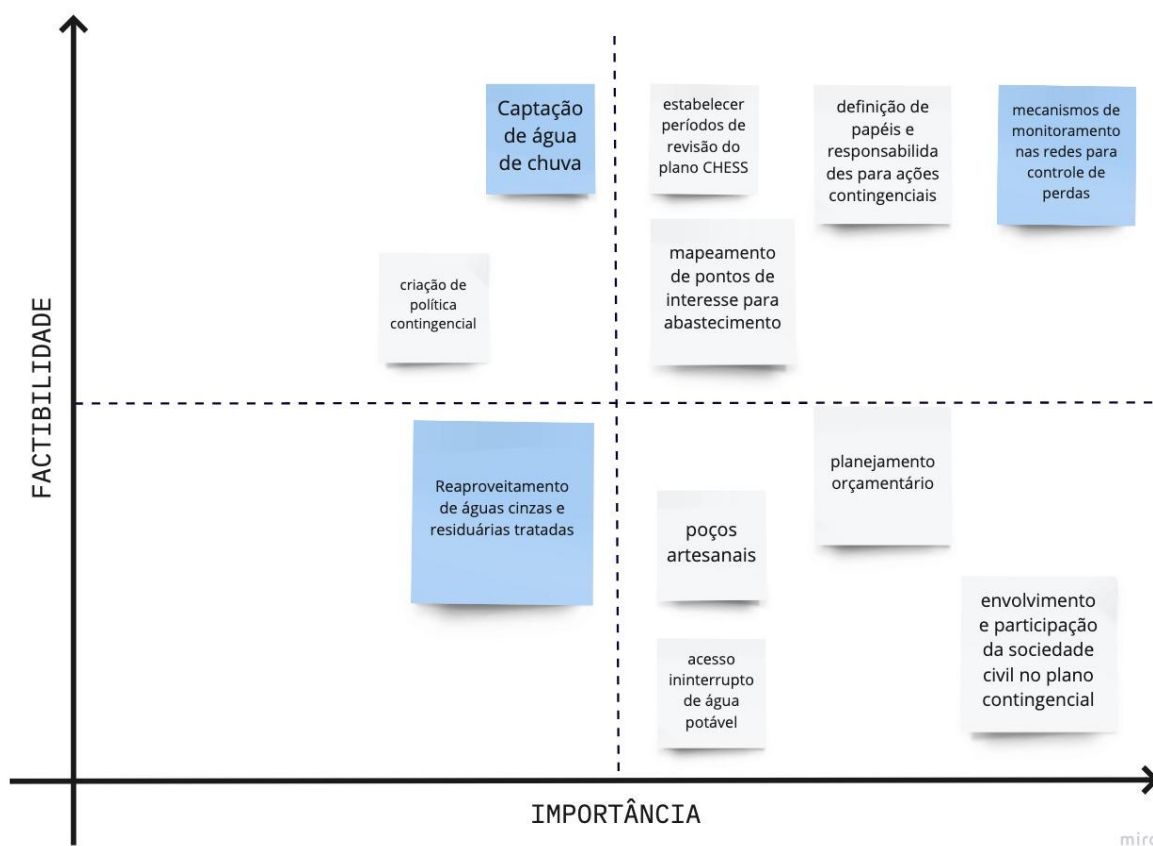 FACTIBILIDADE
Captação
de água
de chuva
estabelecer
períodos de
revisão do
plano CHESS
definição de
papéis e
responsabilida
des para ações
contingenciais
mecanismos de
monitoramento
nas redes para
controle de
perdas
criação de
política
contingencial
mapeamento
de pontos de
interesse para
abastecimento
Reaproveitamento
de águas cinzas e
residuárias tratadas
poços
artesanais
planejamento
orçamentário
acesso
ininterrupto
de água
potável
envolvimento
e participação
da sociedade
civil no plano
contingencial
IMPORTÂNCIA
miro